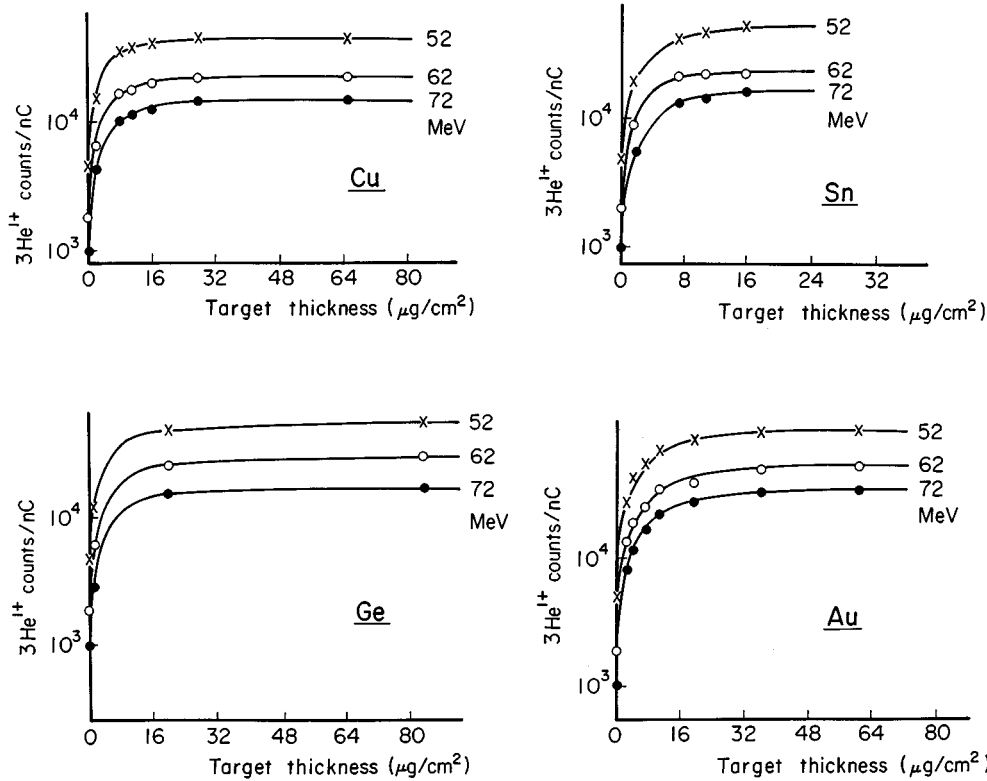 52
62
72
MeV
10⁴
10³
3He¹⁺ counts/nC
Cu
0 16 32 48 64 80
Target thickness (μg/cm²)
52
62
72
MeV
10⁴
10³
3He¹⁺ counts/nC
Sn
0 8 16 24 32
Target thickness (μg/cm²)
52
62
72
MeV
10⁴
10³
3He¹⁺ counts/nC
Ge
0 16 32 48 64 80
Target thickness (μg/cm²)
52
62
72
MeV
10⁴
10³
3He¹⁺ counts/nC
Au
0 16 32 48 64 80
Target thickness (μg/cm²)